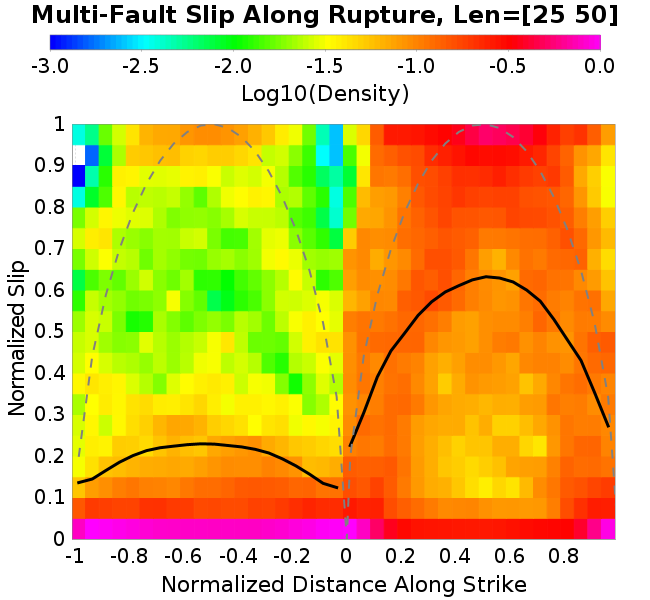 Multi-Fault Slip Along Rupture, Len=[25 50]
-3.0 -2.5 -2.0 -1.5 -1.0 -0.5 0.0
Log10(Density)
1
0.9
0.8
0.7
0.6
0.5
0.4
0.3
0.2
0.1
0
Normalized Slip
-1 -0.8 -0.6 -0.4 -0.2 0 0.2 0.4 0.6 0.8
Normalized Distance Along Strike